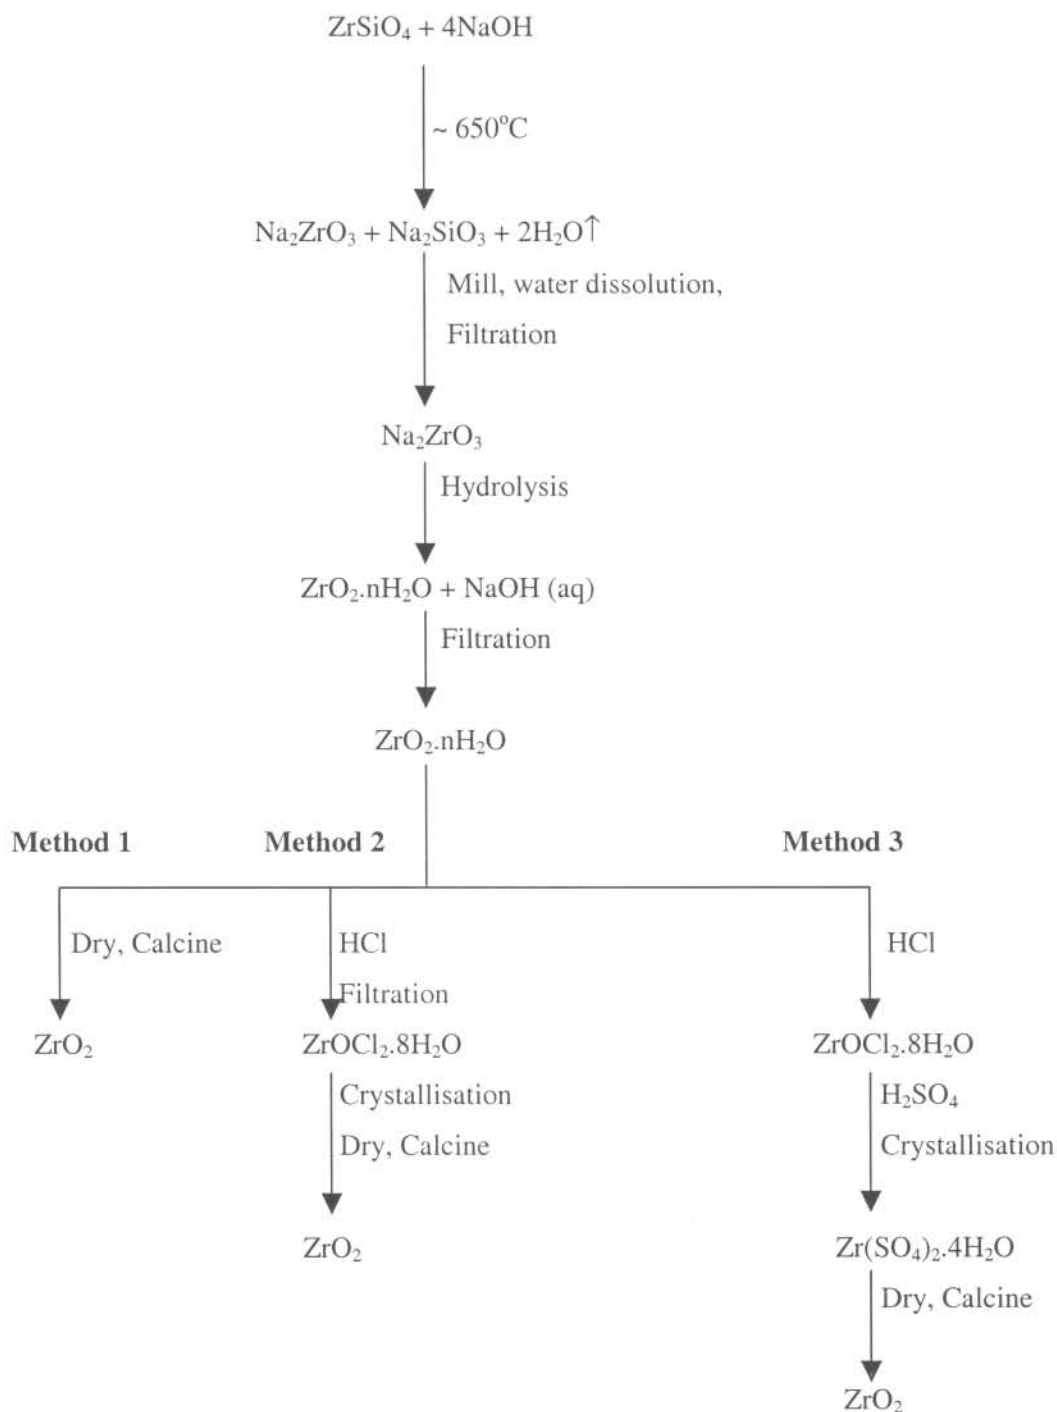 ZrSiO₄ + 4NaOH
~ 650°C
Na₂ZrO₃ + Na₂SiO₃ + 2H₂O↑
Mill, water dissolution,
Filtration
Na₂ZrO₃
Hydrolysis
ZrO₂.nH₂O + NaOH (aq)
Filtration
ZrO₂.nH₂O
Method 1
Method 2
Method 3
Dry, Calcine
HCl
HCl
Filtration
ZrO₂
ZrOCl₂.8H₂O
ZrOCl₂.8H₂O
Crystallisation
H₂SO₄
Dry, Calcine
Crystallisation
ZrO₂
Zr(SO₄)₂.4H₂O
Dry, Calcine
ZrO₂